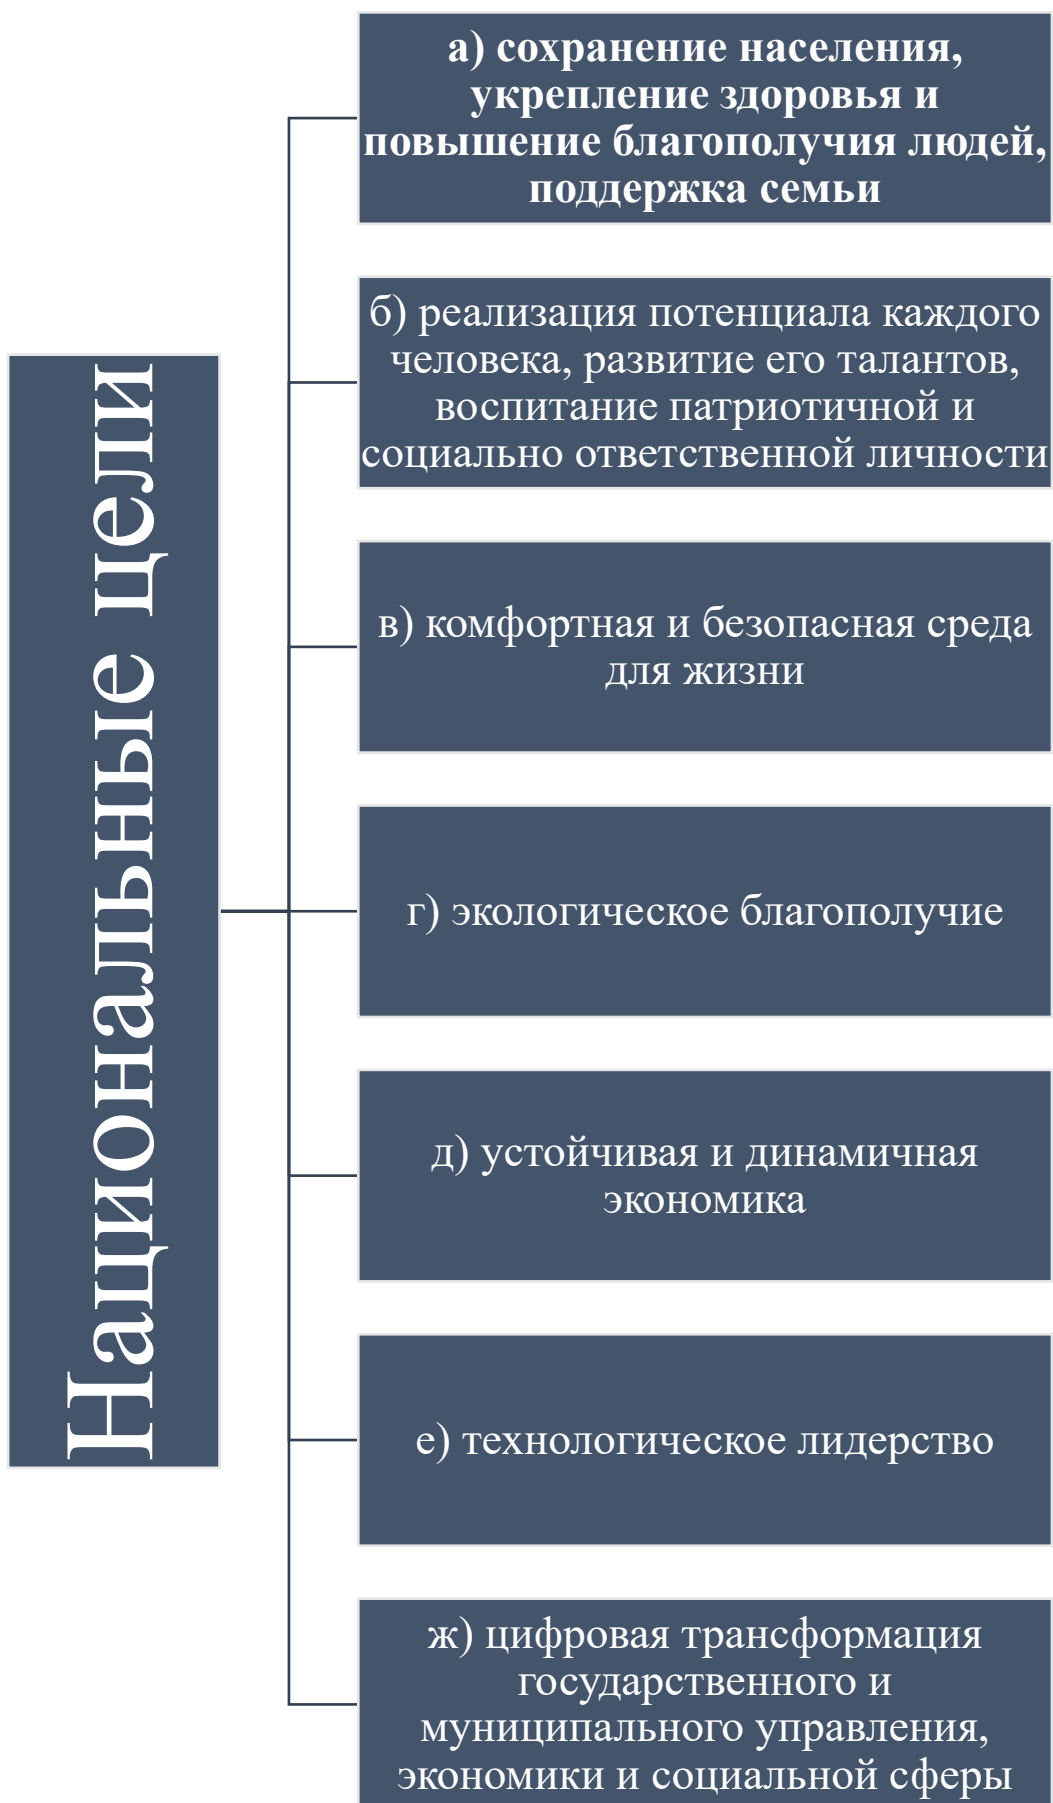 Национальные цели
а) сохранение населения,
укрепление здоровья и
повышение благополучия людей,
поддержка семьи
б) реализация потенциала каждого
человека, развитие его талантов,
воспитание патриотичной и
социально ответственной личности
в) комфортная и безопасная среда
для жизни
г) экологическое благополучие
д) устойчивая и динамичная
экономика
е) технологическое лидерство
ж) цифровая трансформация
государственного и
муниципального управления,
экономики и социальной сферы